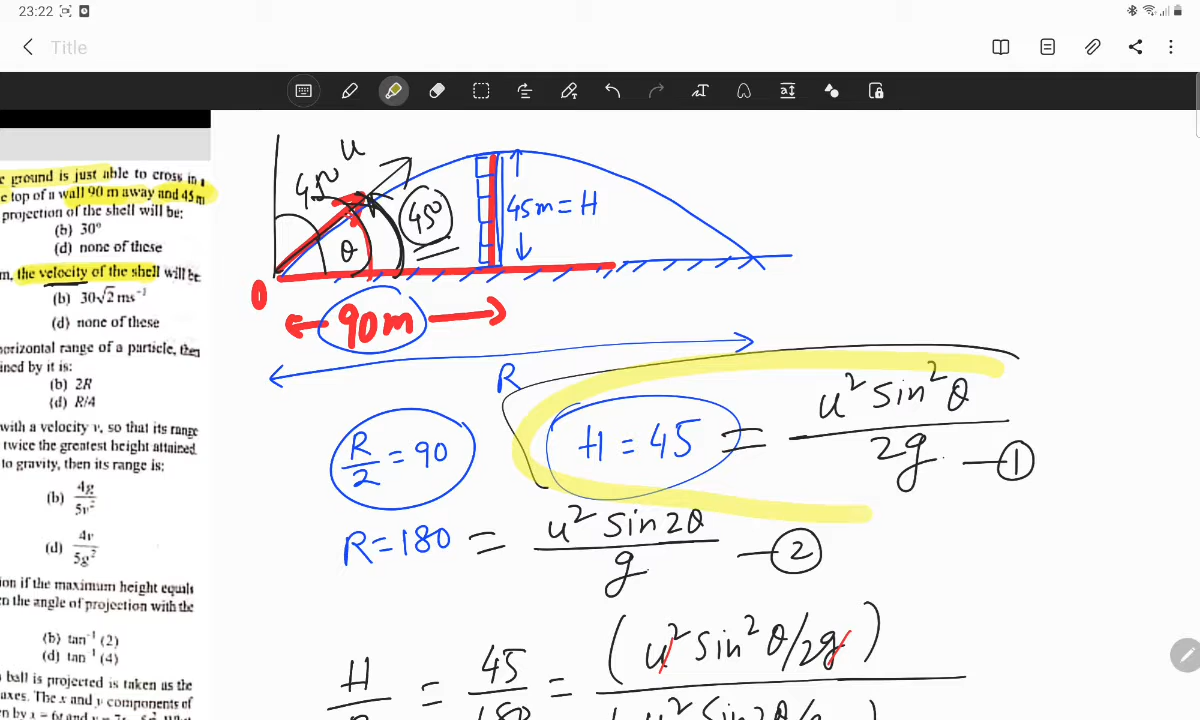 23:22
Title
e ground is just able to cross in
e top of a wall 90 m away and 45 m
projection of the shell will be:
(b) 30°
(d) none of these
m, the velocity of the shell will be
(b) 30√2 ms⁻¹
(d) none of these
horizontal range of a particle, then
ined by it is:
(b) 2R
(d) R/4
with a velocity v, so that its range
twice the greatest height attained
to gravity, then its range is:
(b) 4g/5v²
(d) 4v/5g²
ion if the maximum height equals
en the angle of projection with the
(b) tan⁻¹ (2)
(d) tan⁻¹ (4)
ball is projected is taken as the
axes. The x and y components of
u
45°
45°
θ
45m = H
0
90m
R
R/2 = 90
H = 45 = u² sin²θ / 2g — 1
R = 180 = u² sin2θ / g — 2
H = 45 = (u² sin²θ/2g)
180